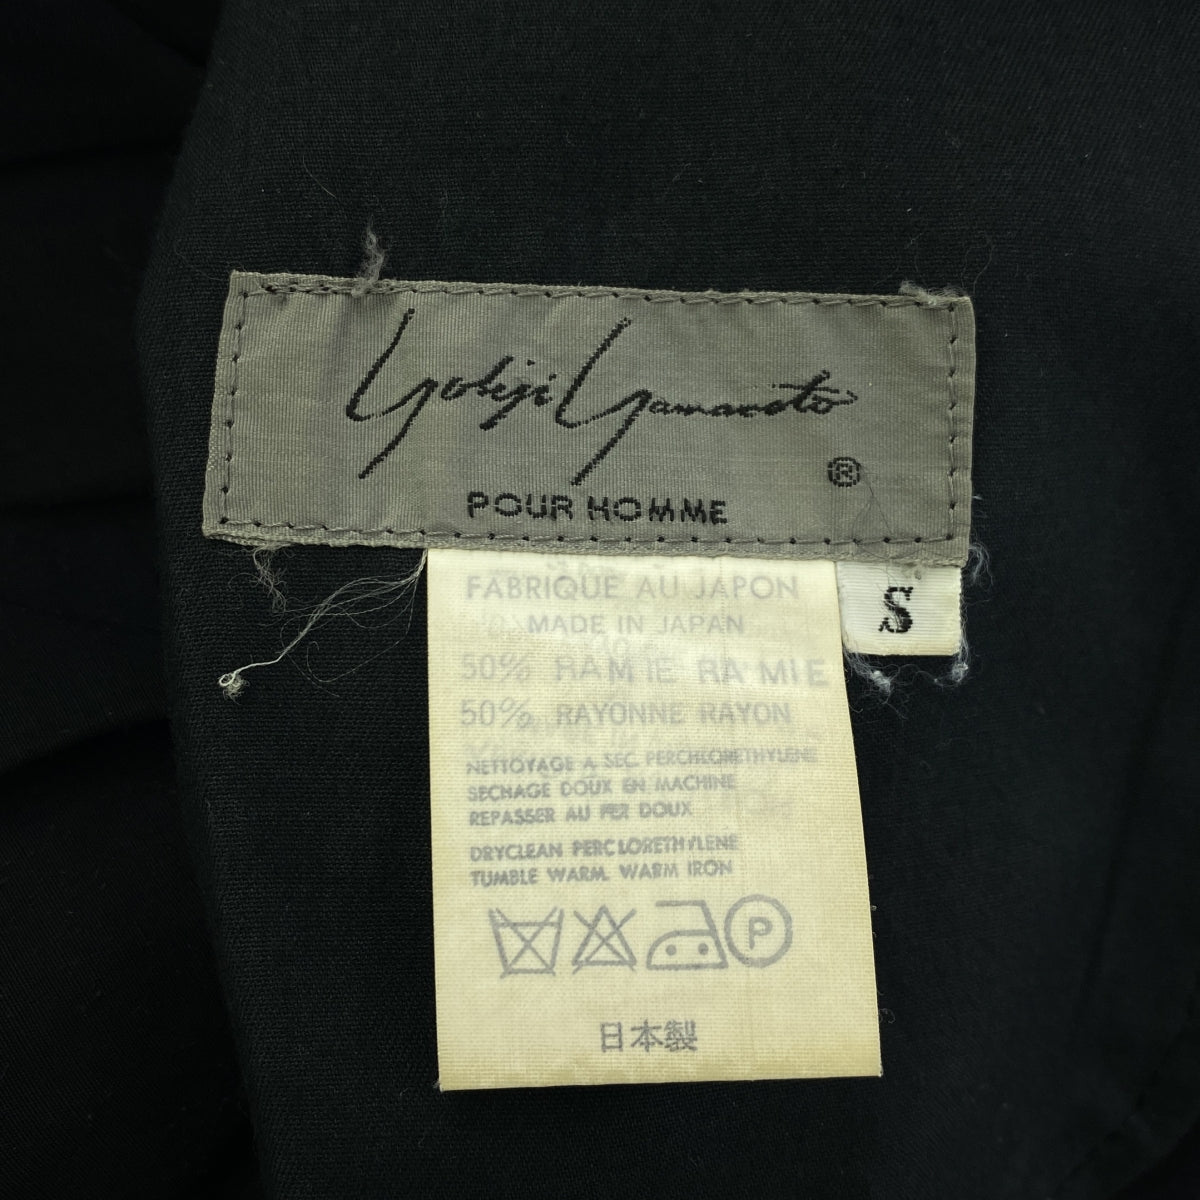 Yohji Yamamoto
®
POUR HOMME
S
FABRIQUE AU JAPON
MADE IN JAPAN
50% RAMIE RAMIE
50% RAYONNE RAYON
NETTOYAGE A SEC. PERCHLORETHYLENE
SECHAGE DOUX EN MACHINE
REPASSER AU FER DOUX
DRYCLEAN PERCLORETHYLENE
TUMBLE WARM. WARM IRON
P
日本製